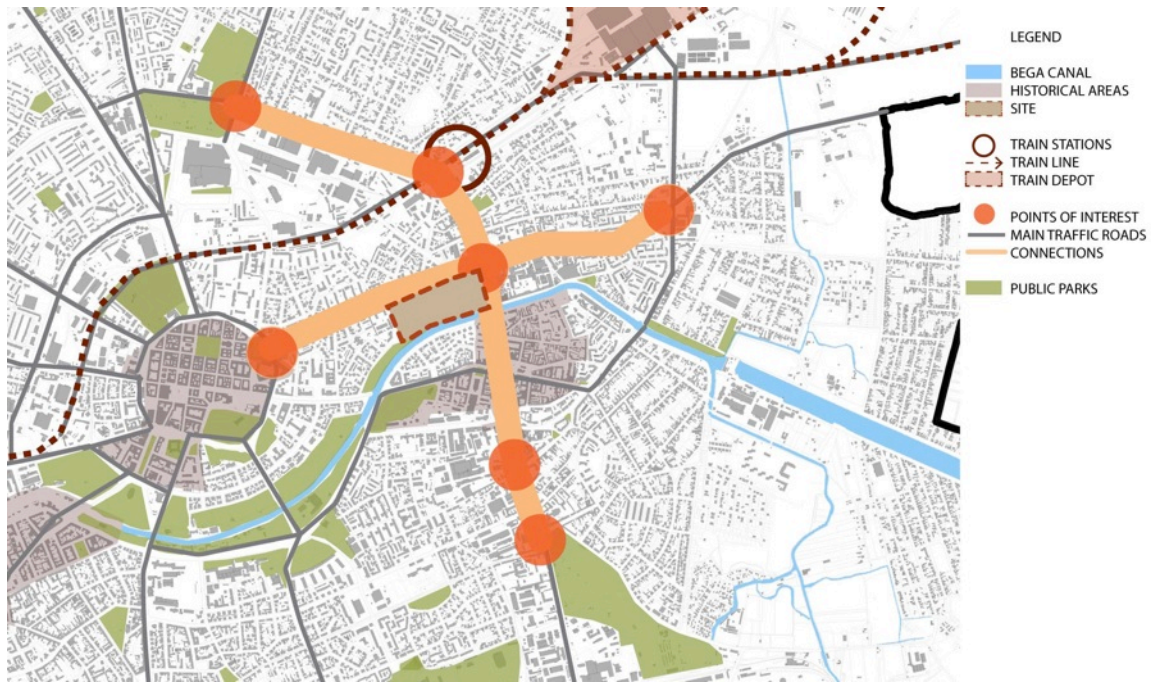 LEGEND
BEGA CANAL
HISTORICAL AREAS
SITE
TRAIN STATIONS
TRAIN LINE
TRAIN DEPOT
POINTS OF INTEREST
MAIN TRAFFIC ROADS
CONNECTIONS
PUBLIC PARKS